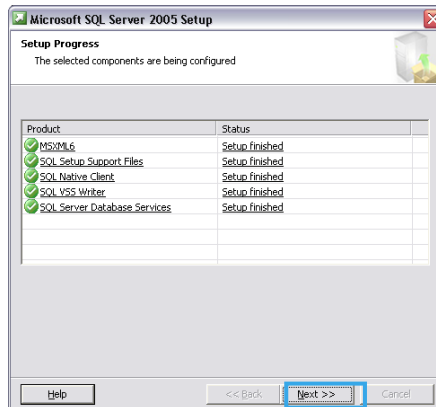 Microsoft SQL Server 2005 Setup
Setup Progress
The selected components are being configured
Product Status
MSXML6 Setup finished
SQL Setup Support Files Setup finished
SQL Native Client Setup finished
SQL VSS Writer Setup finished
SQL Server Database Services Setup finished
Help << Back Next >> Cancel